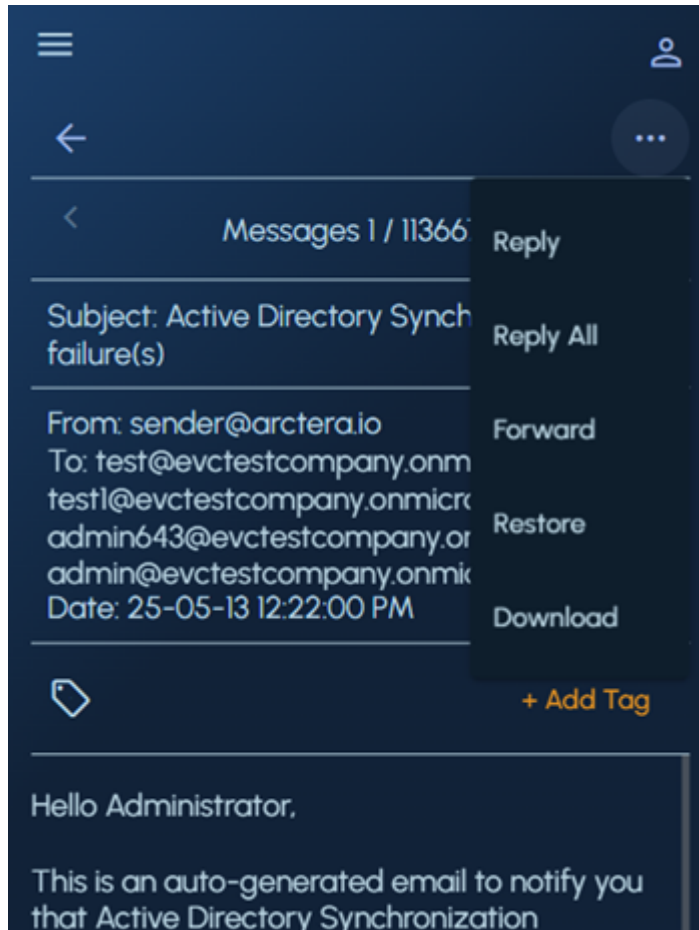 Messages 1 / 11366
Reply
Subject: Active Directory Synch
failure(s)
Reply All
From: sender@arctera.io
To: test@evctestcompany.onm
Forward
test1@evctestcompany.onmicro
admin643@evctestcompany.or
Restore
admin@evctestcompany.onmic
Date: 25-05-13 12:22:00 PM
Download
+ Add Tag
Hello Administrator,
This is an auto-generated email to notify you
that Active Directory Synchronization